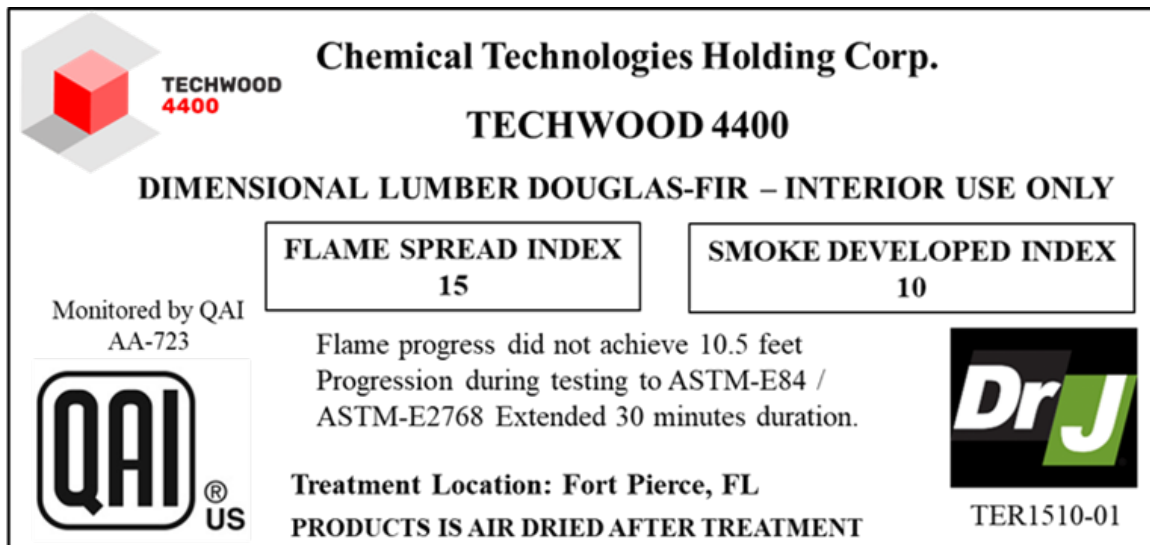 TECHWOOD
4400
Chemical Technologies Holding Corp.
TECHWOOD 4400
DIMENSIONAL LUMBER DOUGLAS-FIR – INTERIOR USE ONLY
FLAME SPREAD INDEX
15
SMOKE DEVELOPED INDEX
10
Monitored by QAI
AA-723
QAI
®
US
Flame progress did not achieve 10.5 feet
Progression during testing to ASTM-E84 /
ASTM-E2768 Extended 30 minutes duration.
Treatment Location: Fort Pierce, FL
PRODUCTS IS AIR DRIED AFTER TREATMENT
DrJ
TER1510-01